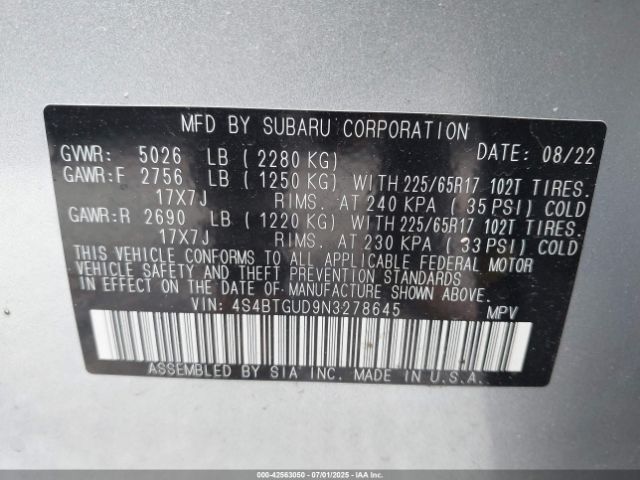 MFD BY SUBARU CORPORATION
GVWR: 5026 LB ( 2280 KG) DATE: 08/22
GAWR:F 2756 LB ( 1250 KG) WITH 225/65R17 102T TIRES.
17X7J RIMS. AT 240 KPA ( 35 PSI) COLD
GAWR:R 2690 LB ( 1220 KG) WITH 225/65R17 102T TIRES.
17X7J RIMS. AT 230 KPA ( 33 PSI) COLD
THIS VEHICLE CONFORMS TO ALL APPLICABLE FEDERAL MOTOR
VEHICLE SAFETY AND THEFT PREVENTION STANDARDS
IN EFFECT ON THE DATE OF MANUFACTURE SHOWN ABOVE.
VIN: 4S4BTGUD9N3278645 MPV
ASSEMBLED BY SIA INC. MADE IN U.S.A.
000-42563050 - 07/01/2025 - IAAI.COM